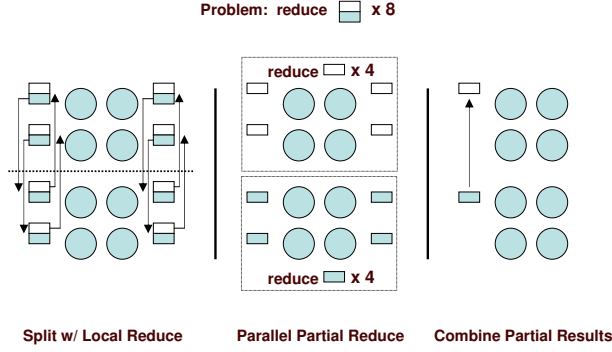 Problem: reduce x 8
reduce x 4
reduce x 4
Split w/ Local Reduce
Parallel Partial Reduce
Combine Partial Results